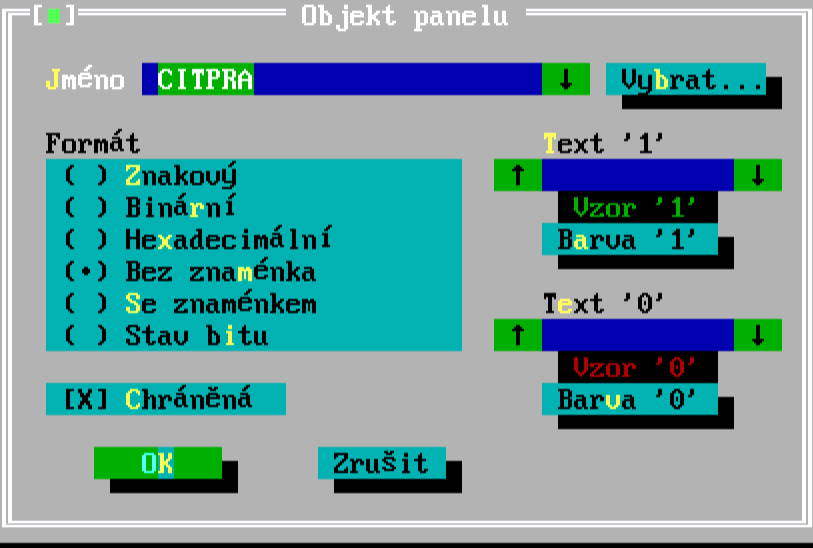 [■] Objekt panelu
Jméno CITPRA ↓ Vybrat...
Formát
( ) Znakový
( ) Binární
( ) Hexadecimální
(•) Bez znaménka
( ) Se znaménkem
( ) Stav bitu
[X] Chráněná
Text '1'
↑ ↓
Vzor '1'
Barva '1'
Text '0'
↑ ↓
Vzor '0'
Barva '0'
OK Zrušit